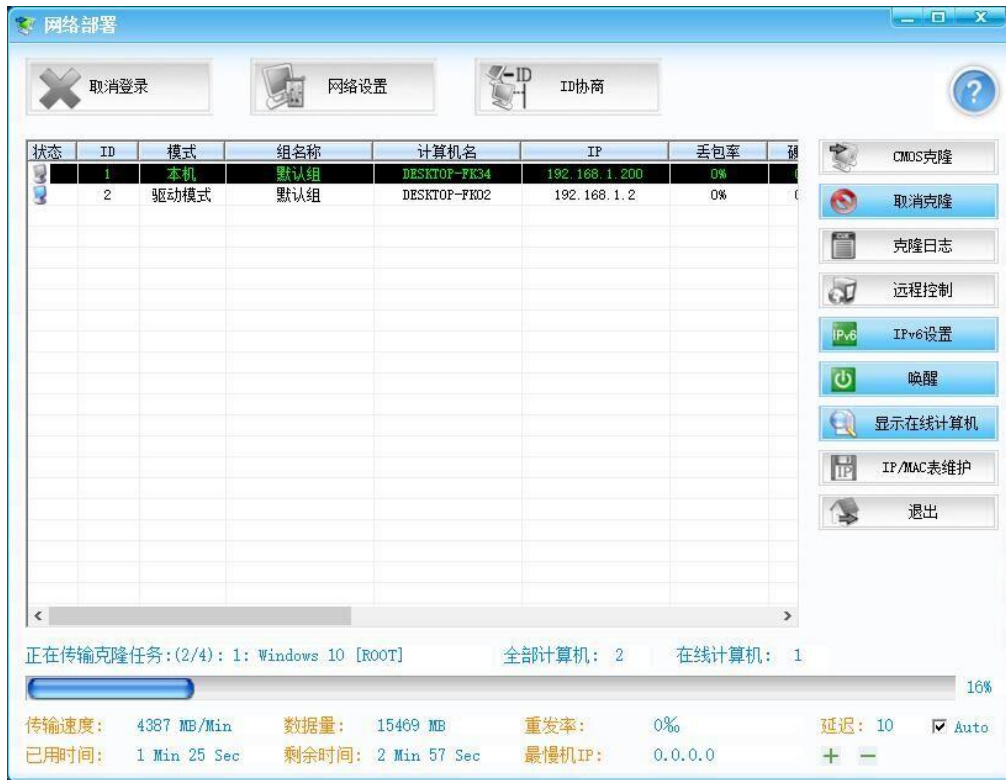 网络部署
取消登录 网络设置 ID ID协商
状态 ID 模式 组名称 计算机名 IP 丢包率
1 本机 默认组 DESKTOP-FK34 192.168.1.200 0%
2 驱动模式 默认组 DESKTOP-FK02 192.168.1.2 0%
CMOS克隆
取消克隆
克隆日志
远程控制
IPv6 IPv6设置
唤醒
显示在线计算机
IP IP/MAC表维护
退出
正在传输克隆任务:(2/4): 1: Windows 10 [ROOT] 全部计算机: 2 在线计算机: 1
16%
传输速度: 4387 MB/Min 数据量: 15469 MB 重发率: 0‰ 延迟: 10 Auto
已用时间: 1 Min 25 Sec 剩余时间: 2 Min 57 Sec 最慢机IP: 0.0.0.0